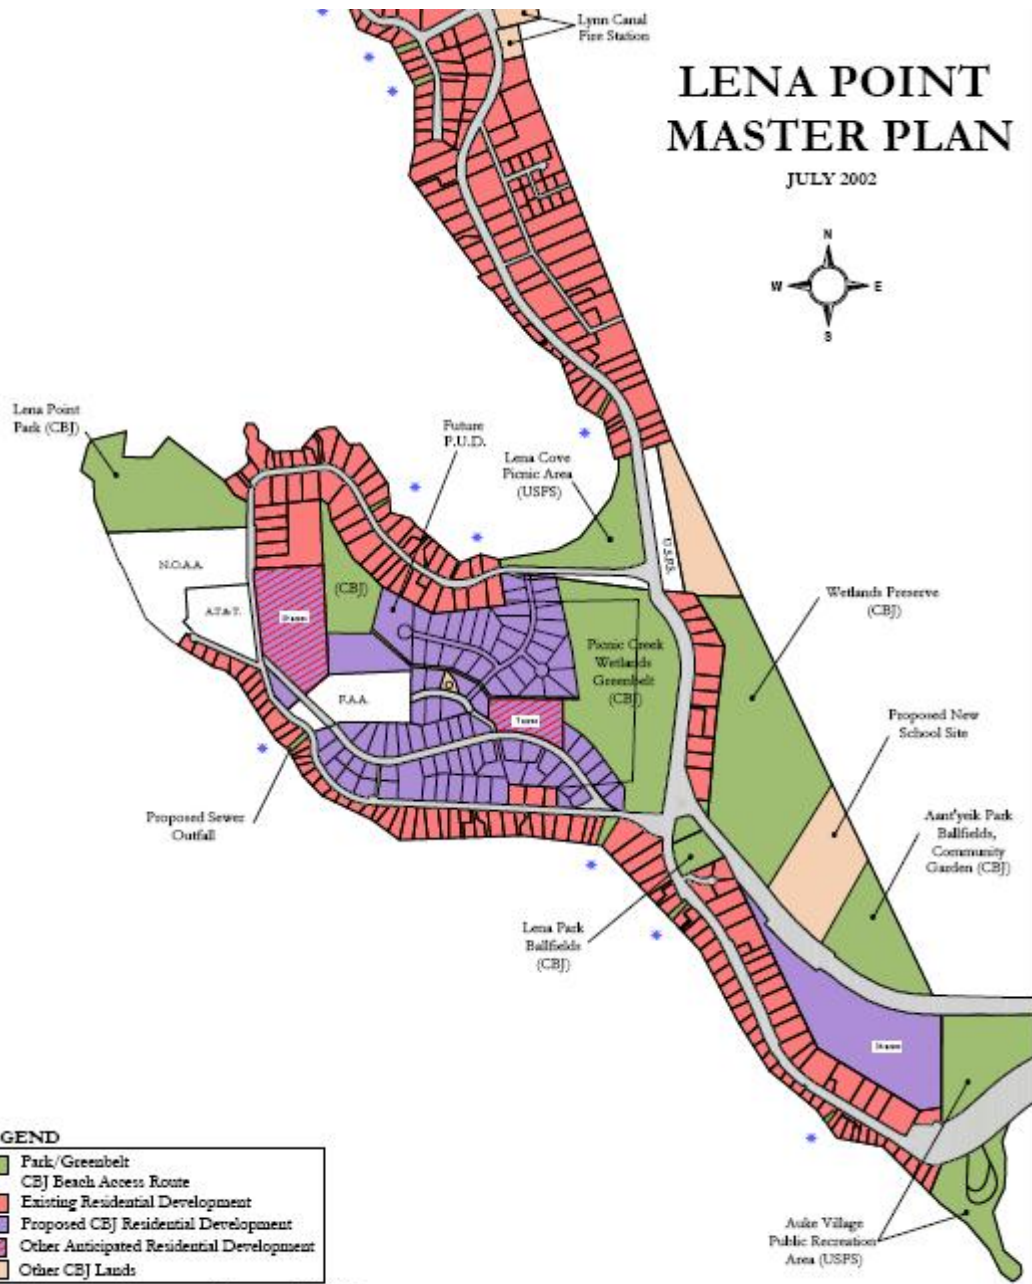 Lynn Canal
Fire Station
LENA POINT
MASTER PLAN
JULY 2002
N
W
E
S
Lena Point
Park (CBJ)
Future
P.U.D.
Lena Cove
Picnic Area
(USFS)
N.O.A.A.
U.S.F.S.
(CBJ)
A.T.&T.
Wetlands Preserve
(CBJ)
Picnic Creek
Wetlands
Greenbelt
(CBJ)
F.A.A.
Proposed New
School Site
Proposed Sewer
Outfall
Aant'yeik Park
Ballfields,
Community
Garden (CBJ)
Lena Park
Ballfields
(CBJ)
GEND
Park/Greenbelt
CBJ Beach Access Route
Existing Residential Development
Proposed CBJ Residential Development
Other Anticipated Residential Development
Other CBJ Lands
Auke Village
Public Recreation
Area (USFS)